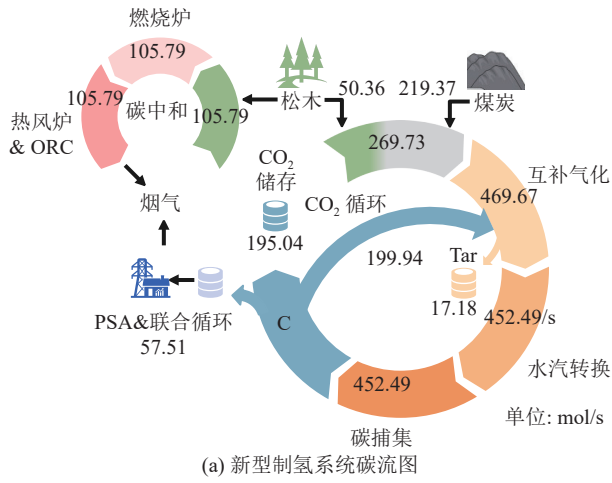 燃烧炉
105.79
105.79
碳中和
105.79
热风炉
& ORC
烟气
松木
50.36
219.37
煤炭
269.73
CO₂
储存
195.04
CO₂ 循环
互补气化
469.67
199.94
Tar
17.18
452.49/s
水汽转换
C
PSA&联合循环
57.51
452.49
碳捕集
单位: mol/s
(a) 新型制氢系统碳流图